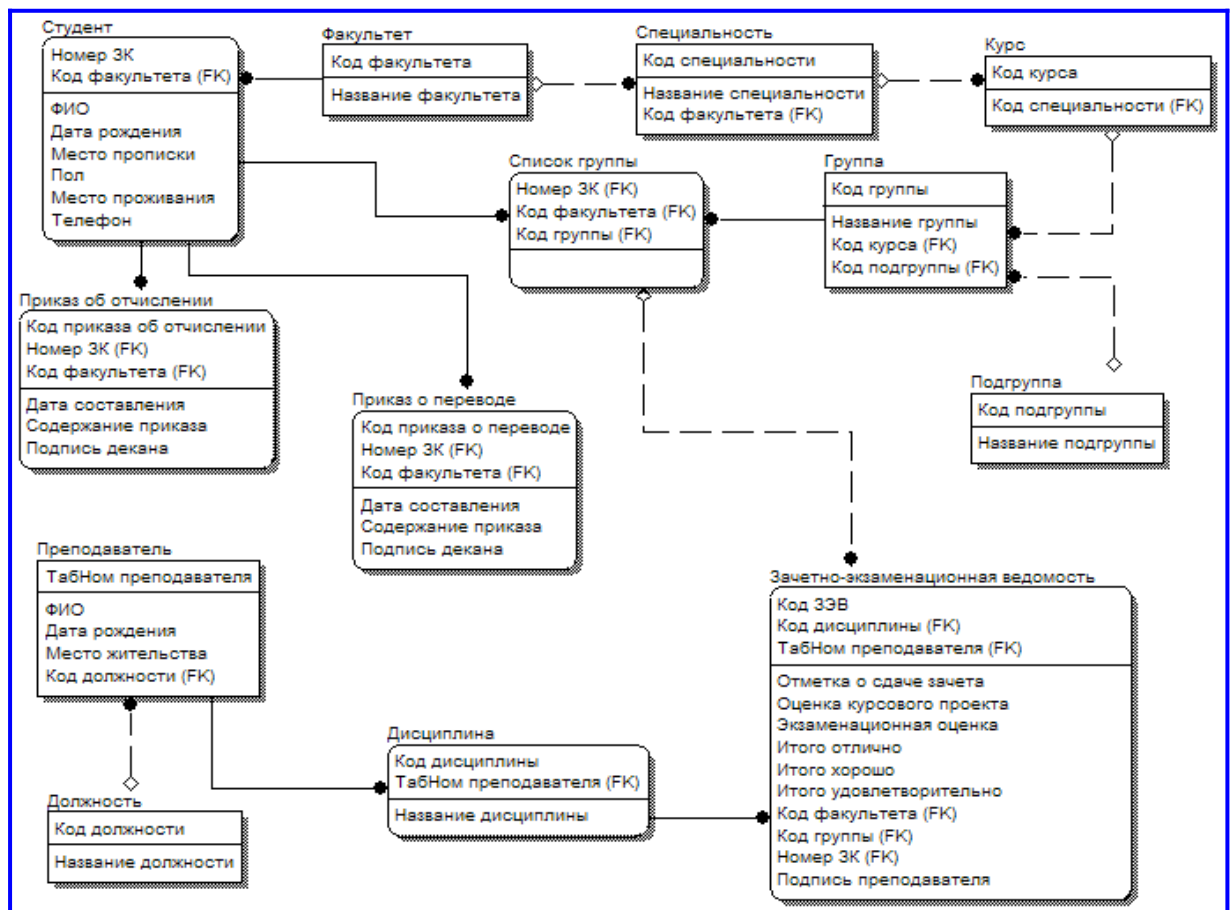 Студент
Номер ЗК
Код факультета (FK)
ФИО
Дата рождения
Место прописки
Пол
Место проживания
Телефон
Факультет
Код факультета
Название факультета
Специальность
Код специальности
Название специальности
Код факультета (FK)
Курс
Код курса
Код специальности (FK)
Список группы
Номер ЗК (FK)
Код факультета (FK)
Код группы (FK)
Группа
Код группы
Название группы
Код курса (FK)
Код подгруппы (FK)
Приказ об отчислении
Код приказа об отчислении
Номер ЗК (FK)
Код факультета (FK)
Дата составления
Содержание приказа
Подпись декана
Приказ о переводе
Код приказа о переводе
Номер ЗК (FK)
Код факультета (FK)
Дата составления
Содержание приказа
Подпись декана
Подгруппа
Код подгруппы
Название подгруппы
Преподаватель
ТабНом преподавателя
ФИО
Дата рождения
Место жительства
Код должности (FK)
Должность
Код должности
Название должности
Дисциплина
Код дисциплины
ТабНом преподавателя (FK)
Название дисциплины
Зачетно-экзаменационная ведомость
Код ЗЭВ
Код дисциплины (FK)
ТабНом преподавателя (FK)
Отметка о сдаче зачета
Оценка курсового проекта
Экзаменационная оценка
Итого отлично
Итого хорошо
Итого удовлетворительно
Код факультета (FK)
Код группы (FK)
Номер ЗК (FK)
Подпись преподавателя